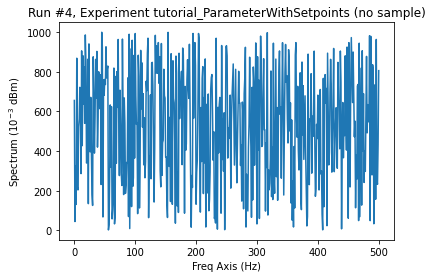 Run #4, Experiment tutorial_ParameterWithSetpoints (no sample)
1000
800
600
400
200
0
Spectrum (10⁻³ dBm)
0 100 200 300 400 500
Freq Axis (Hz)